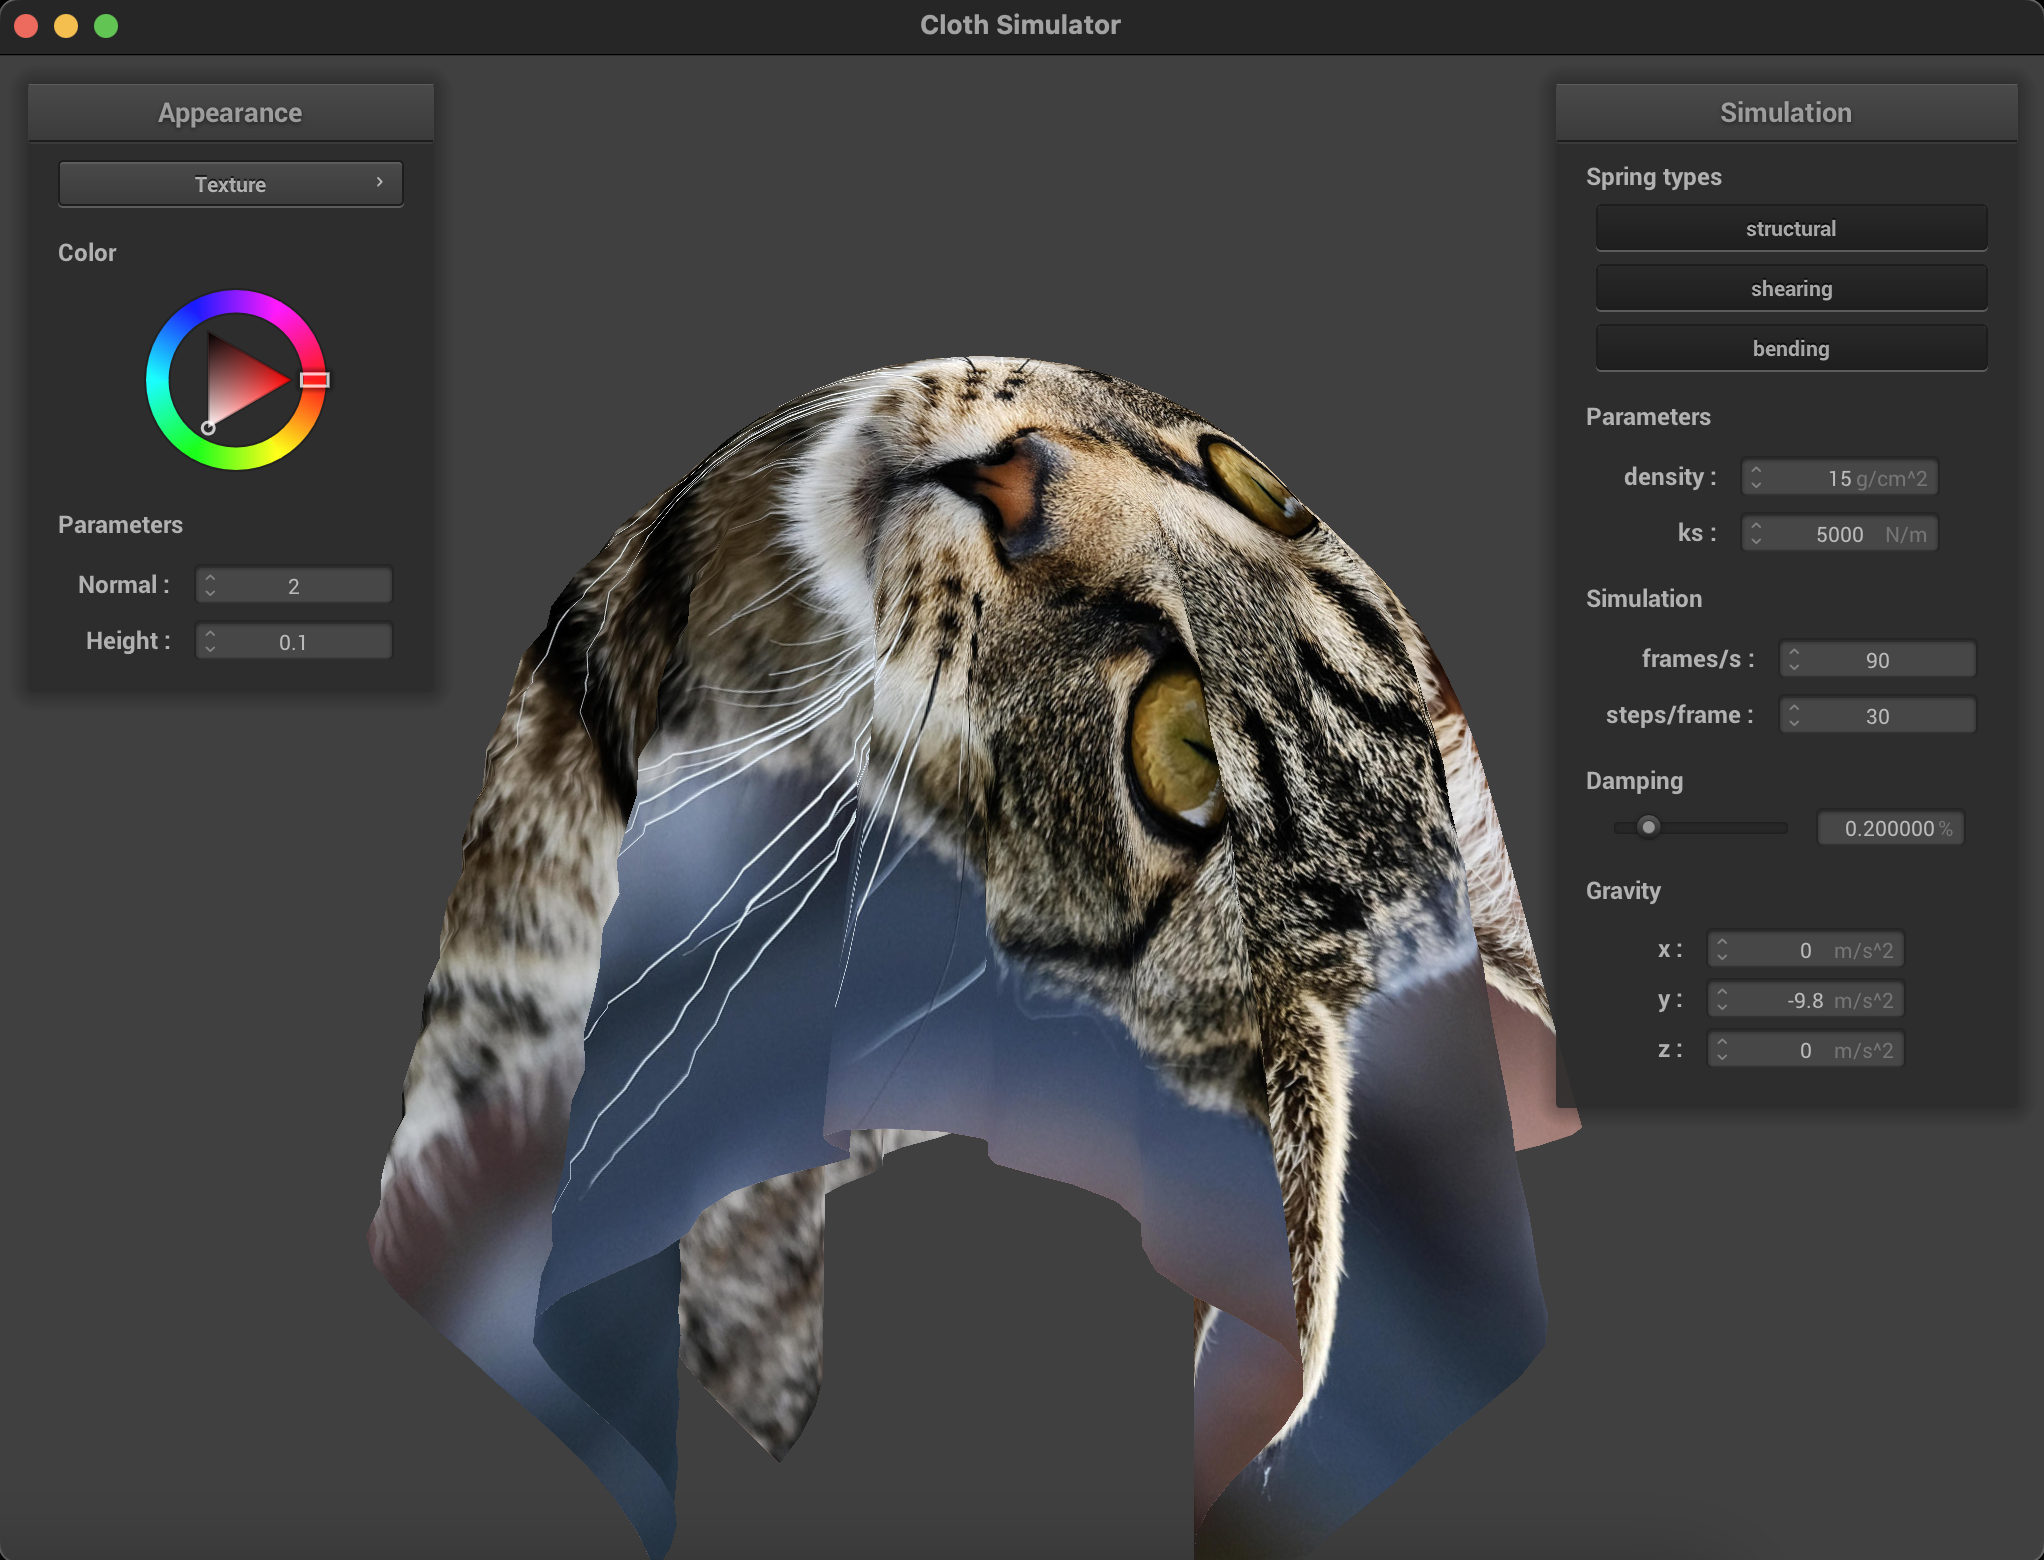 Cloth Simulator
Appearance
Texture
Color
Parameters
Normal : 2
Height : 0.1
Simulation
Spring types
structural
shearing
bending
Parameters
density : 15 g/cm^2
ks : 5000 N/m
Simulation
frames/s : 90
steps/frame : 30
Damping
0.200000 %
Gravity
x : 0 m/s^2
y : -9.8 m/s^2
z : 0 m/s^2